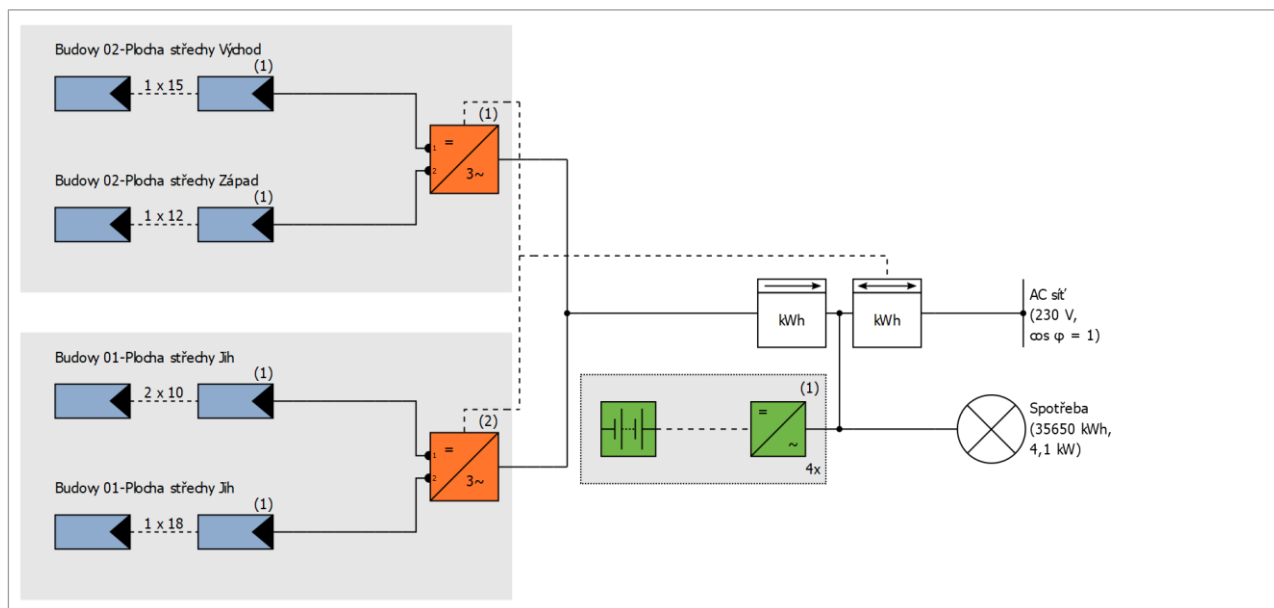 Budovy 02-Plocha střechy Východ
(1)
1 x 15
(1)
1
=
2
3~
Budovy 02-Plocha střechy Západ
(1)
1 x 12
kWh
kWh
AC síť
(230 V,
cos φ = 1)
Budovy 01-Plocha střechy Jih
(1)
2 x 10
(2)
1
=
2
3~
(1)
=
~
4x
Spotřeba
(35650 kWh,
4,1 kW)
Budovy 01-Plocha střechy Jih
(1)
1 x 18